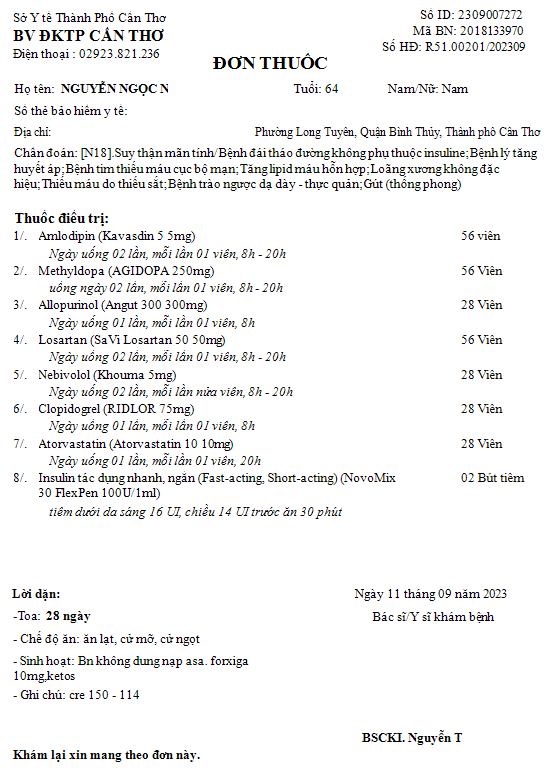 Sở Y tế Thành Phố Cần Thơ
Số ID: 2309007272
BV ĐKTP CẦN THƠ
Mã BN: 2018133970
Điện thoại : 02923.821.236
Số HĐ: R51.00201/202309
ĐƠN THUỐC
Họ tên: NGUYỄN NGỌC N Tuổi: 64 Nam/Nữ: Nam
Số thẻ bảo hiểm y tế:
Địa chỉ: Phường Long Tuyên, Quận Bình Thủy, Thành phố Cần Thơ
Chẩn đoán: [N18].Suy thận mãn tính/Bệnh đái tháo đường không phụ thuộc insuline;Bệnh lý tăng
huyết áp;Bệnh tim thiếu máu cục bộ mạn;Tăng lipid máu hỗn hợp;Loãng xương không đặc
hiệu;Thiếu máu do thiếu sắt;Bệnh trào ngược dạ dày - thực quản;Gút (thống phong)
Thuốc điều trị:
1/. Amlodipin (Kavasdin 5 5mg) 56 viên
Ngày uống 02 lần, mỗi lần 01 viên, 8h - 20h
2/. Methyldopa (AGIDOPA 250mg) 56 Viên
uống ngày 02 lần, mỗi lần 01 viên, 8h - 20h
3/. Allopurinol (Angut 300 300mg) 28 Viên
Ngày uống 01 lần, mỗi lần 01 viên, 8h
4/. Losartan (SaVi Losartan 50 50mg) 56 Viên
Ngày uống 02 lần, mỗi lần 01 viên, 8h - 20h
5/. Nebivolol (Khouma 5mg) 28 Viên
Ngày uống 02 lần, mỗi lần nửa viên, 8h - 20h
6/. Clopidogrel (RIDLOR 75mg) 28 Viên
Ngày uống 01 lần, mỗi lần 01 viên, 8h
7/. Atorvastatin (Atorvastatin 10 10mg) 28 Viên
Ngày uống 01 lần, mỗi lần 01 viên, 20h
8/. Insulin tác dụng nhanh, ngắn (Fast-acting, Short-acting) (NovoMix 02 Bút tiêm
30 FlexPen 100U/1ml)
tiêm dưới da sáng 16 UI, chiều 14 UI trước ăn 30 phút
Lời dặn: Ngày 11 tháng 09 năm 2023
-Toa: 28 ngày Bác sĩ/Y sĩ khám bệnh
- Chế độ ăn: ăn lạt, cử mỡ, cử ngọt
- Sinh hoạt: Bn không dung nạp asa. forxiga
10mg,ketos
- Ghi chú: cre 150 - 114
BSCKI. Nguyễn T
Khám lại xin mang theo đơn này.